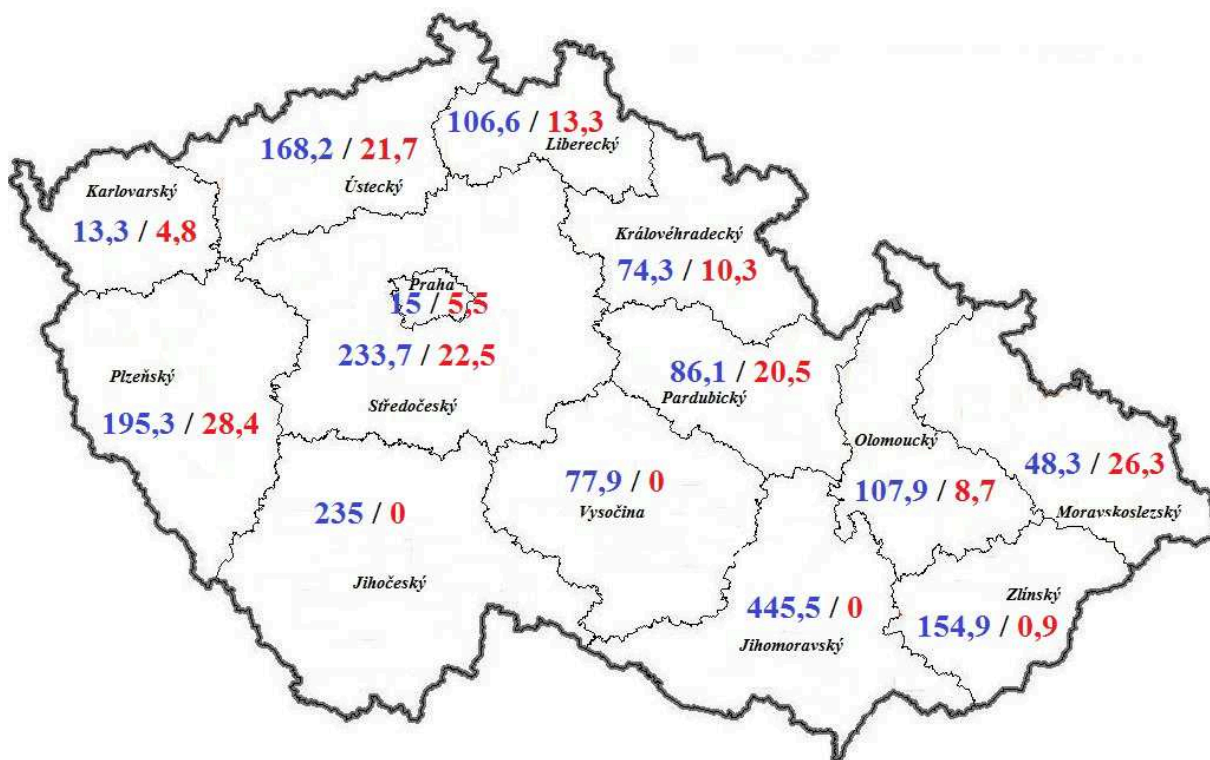 106,6 / 13,3
Liberecký
168,2 / 21,7
Ústecký
Karlovarský
13,3 / 4,8
Královéhradecký
74,3 / 10,3
Praha
15 / 5,5
233,7 / 22,5
Středočeský
Plzeňský
195,3 / 28,4
86,1 / 20,5
Pardubický
Olomoucký
107,9 / 8,7
48,3 / 26,3
Moravskoslezský
77,9 / 0
Vysočina
235 / 0
Jihočeský
445,5 / 0
Jihomoravský
Zlínský
154,9 / 0,9